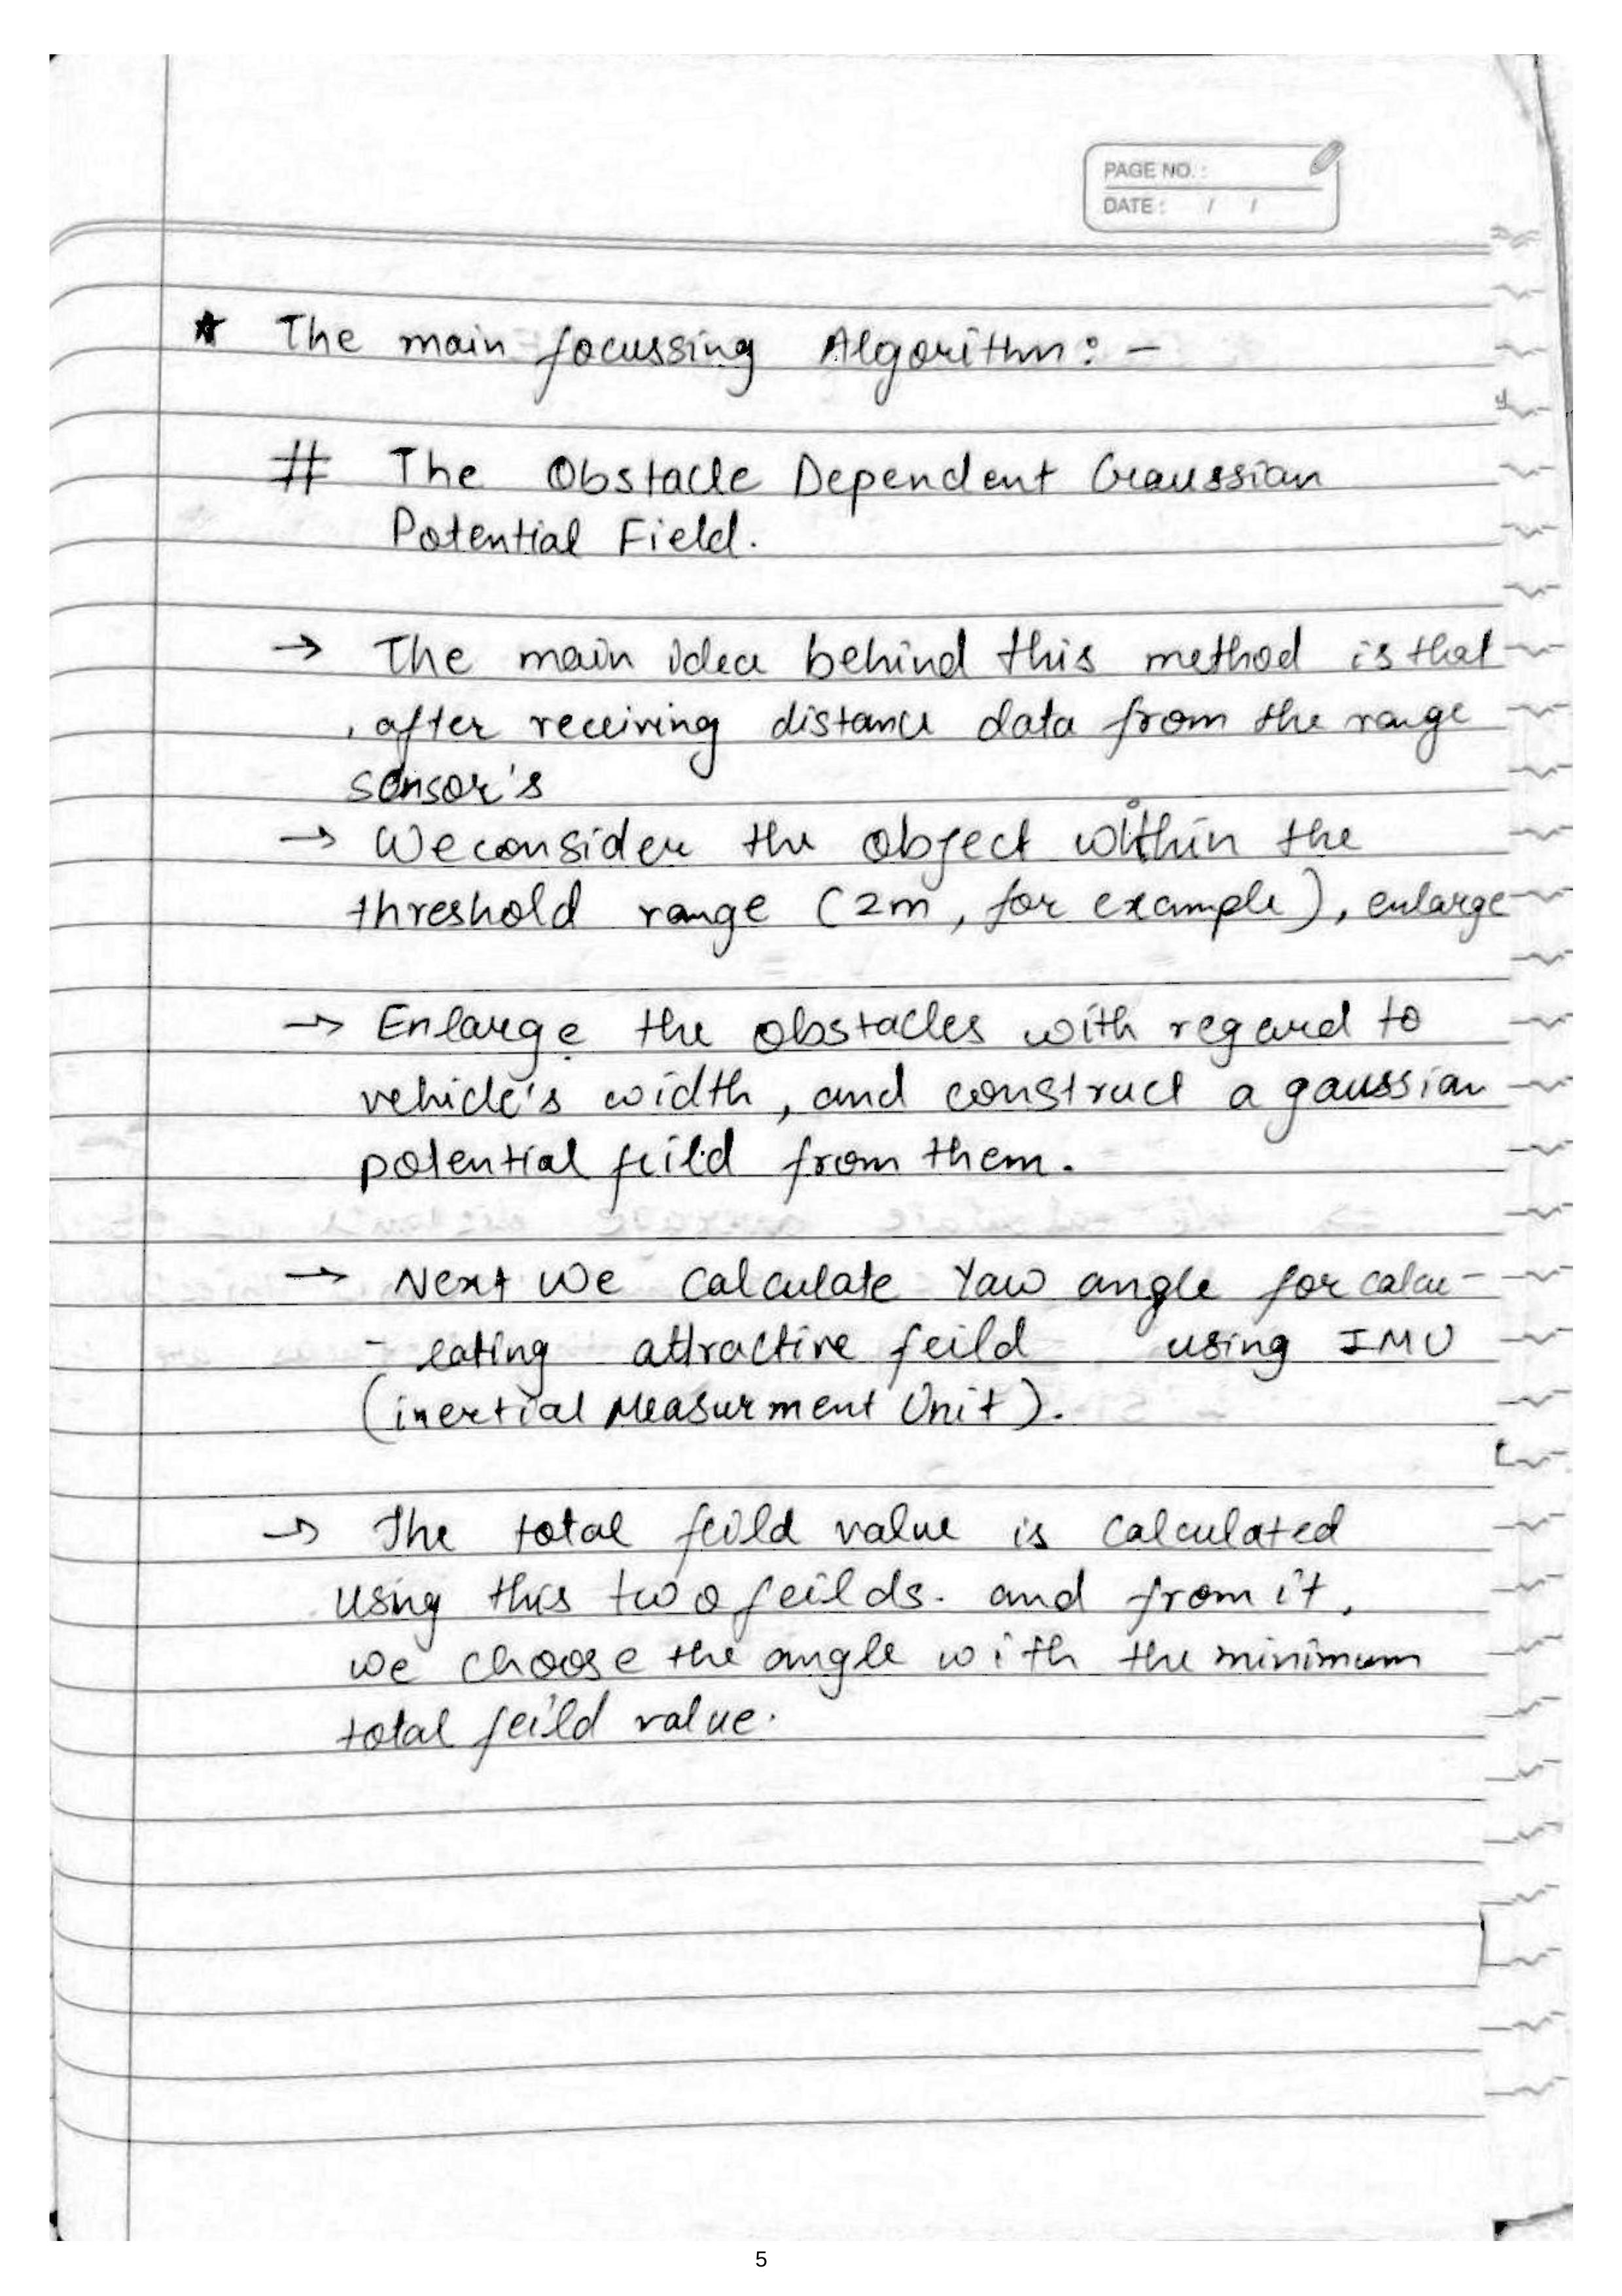 PAGE NO. :
DATE : / /
★ The main focussing Algorithm: -
# The Obstacle Dependent Gaussian
Potential Field.
→ The main idea behind this method is that
, after receiving distance data from the range
sensor's
→ We consider the object within the
threshold range (2m, for example), enlarge
→ Enlarge the obstacles with regard to
vehicle's width, and construct a gaussian
potential feild from them.
→ Next we calculate Yaw angle for calcu-
- lating attractive feild using IMU
(inertial Measurment Unit).
→ The total feild value is calculated
using this two feilds. and from it,
we choose the angle with the minimum
total feild value.
5